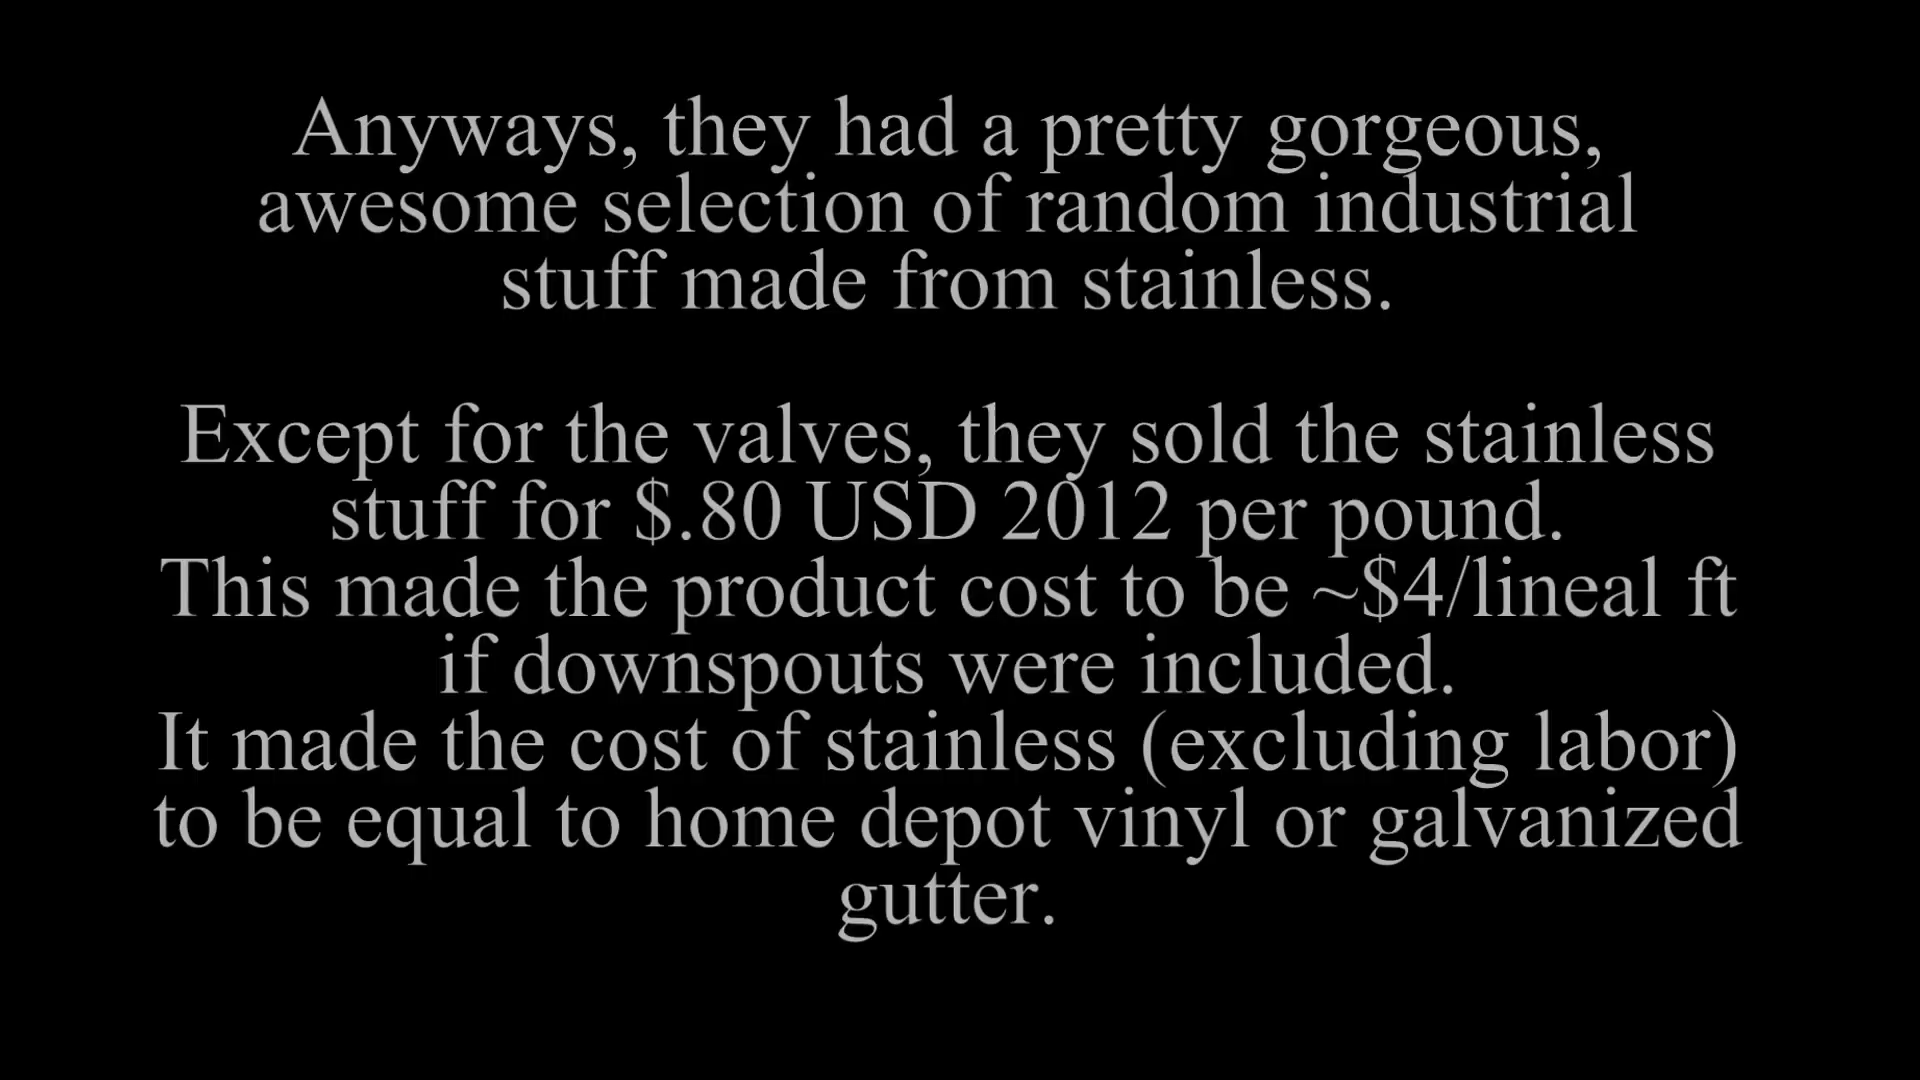 Anyways, they had a pretty gorgeous,
awesome selection of random industrial
stuff made from stainless.
Except for the valves, they sold the stainless
stuff for $.80 USD 2012 per pound.
This made the product cost to be ~$4/lineal ft
if downspouts were included.
It made the cost of stainless (excluding labor)
to be equal to home depot vinyl or galvanized
gutter.